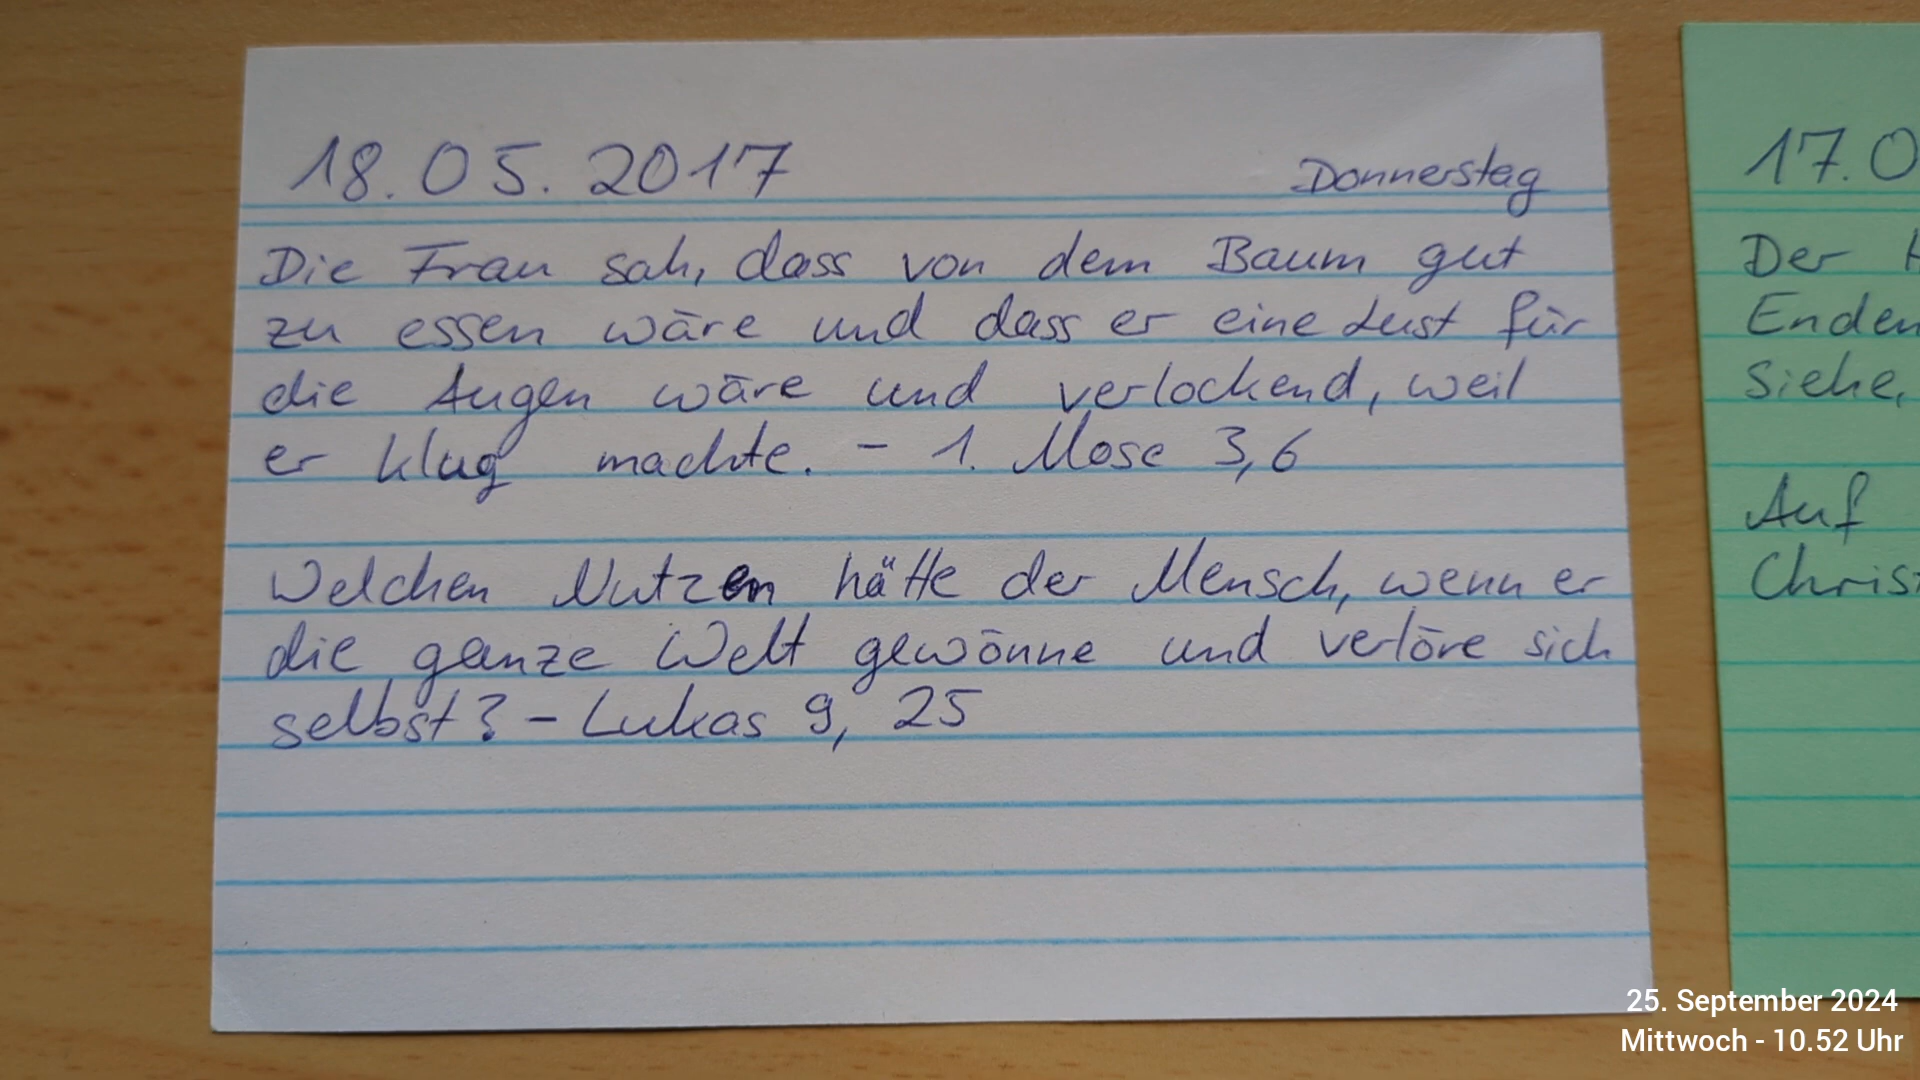 18.05.2017 Donnerstag
Die Frau sah, dass von dem Baum gut
zu essen wäre und dass er eine Lust für
die Augen wäre und verlockend, weil
er klug machte. - 1. Mose 3,6
Welchen Nutzen hätte der Mensch, wenn er
die ganze Welt gewönne und verlöre sich
selbst? - Lukas 9, 25
17.0
Der
Enden
Siehe,
Auf
Chris
25. September 2024
Mittwoch - 10.52 Uhr